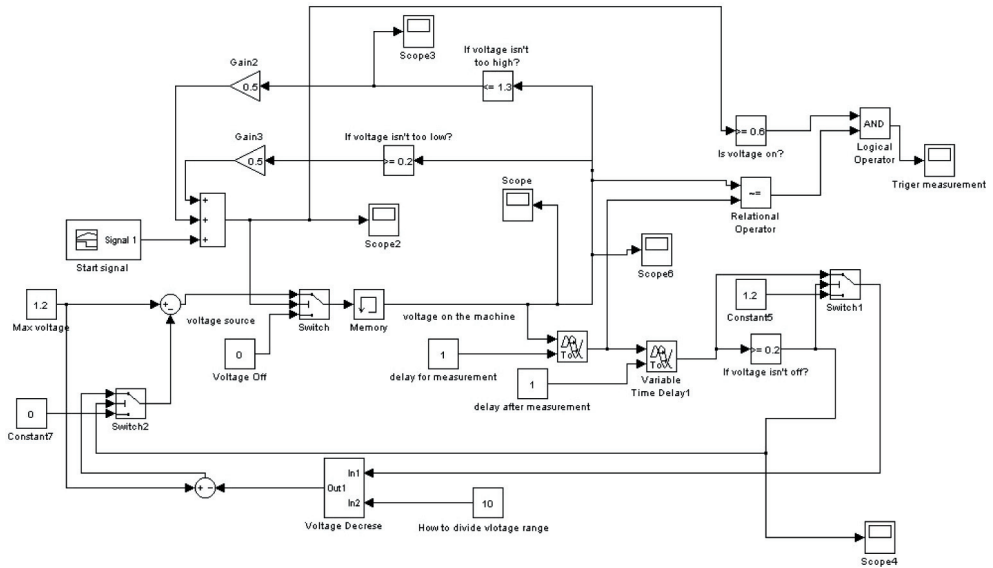 Scope3
If voltage isn't
too high?
Gain2
0.5
<= 1.3
Gain3
If voltage isn't too low?
0.5
>= 0.2
>= 0.6
Is voltage on?
AND
Logical
Operator
Triger measurement
Scope
~=
Relational
Operator
+
+
+
Scope2
Signal 1
Start signal
Scope6
1.2
Max voltage
+
-
voltage source
Switch
Memory
voltage on the machine
1.2
Constant5
Switch1
0
Voltage Off
1
delay for measurement
To
>= 0.2
If voltage isn't off?
1
delay after measurement
To
Variable
Time Delay1
0
Constant7
Switch2
+ -
In1
Out1
In2
Voltage Decrese
10
How to divide vlotage range
Scope4